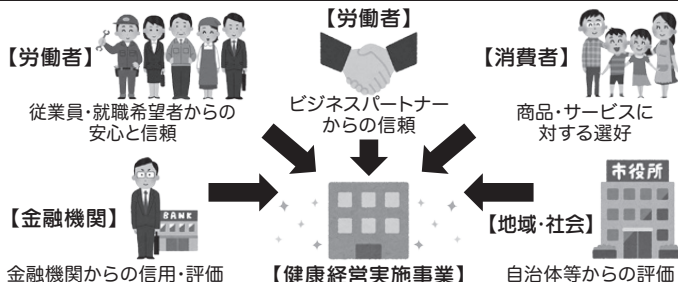 【労働者】
従業員・就職希望者からの
安心と信頼
【労働者】
ビジネスパートナー
からの信頼
【消費者】
商品・サービスに
対する選好
【金融機関】
BANK
金融機関からの信用・評価
【健康経営実施事業】
市役所
【地域・社会】
自治体等からの評価